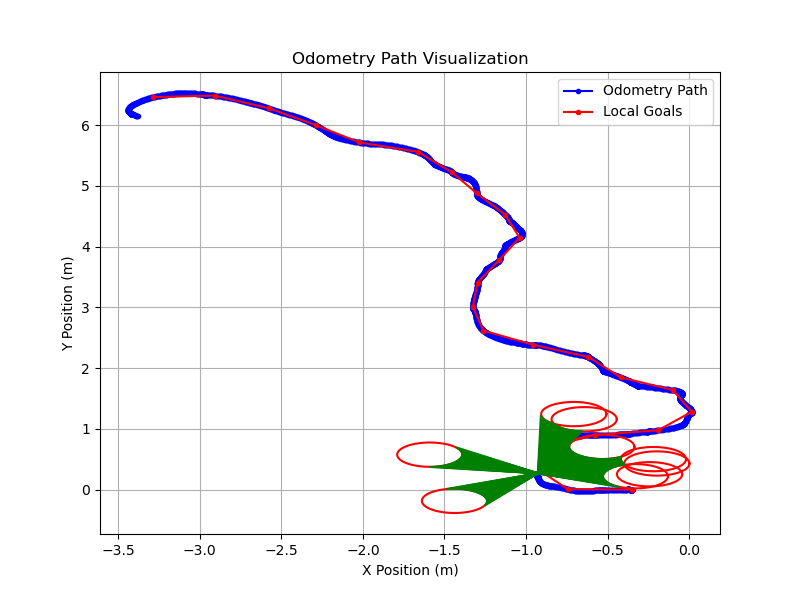 Odometry Path Visualization
Odometry Path
Local Goals
Y Position (m)
6
5
4
3
2
1
0
−3.5 −3.0 −2.5 −2.0 −1.5 −1.0 −0.5 0.0
X Position (m)